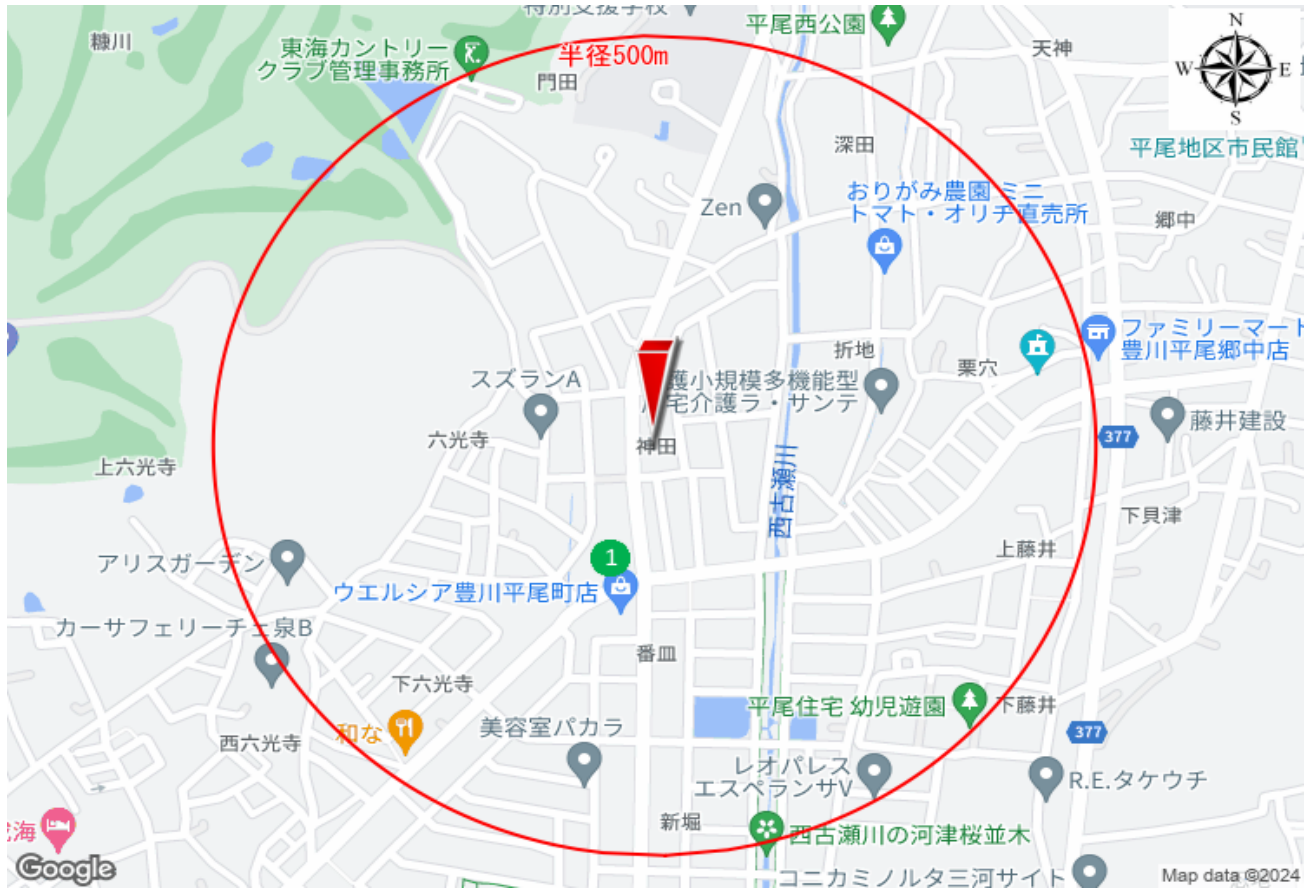 特別支援学校
平尾西公園
糠川
東海カントリー
クラブ管理事務所
半径500m
門田
天神
N
W
E
S
深田
平尾地区市民館
おりがみ農園 ミニ
トマト・オリチ直売所
Zen
郷中
ファミリーマート
豊川平尾郷中店
折地
栗穴
スズランA
護小規模多機能型
宅介護ラ・サンテ
藤井建設
377
六光寺
神田
上六光寺
西古瀬川
下貝津
上藤井
アリスガーデン
1
ウエルシア豊川平尾町店
カーサフェリーチェ泉B
番皿
下六光寺
平尾住宅 幼児遊園
下藤井
和な
美容室パカラ
377
西六光寺
レオパレス
エスペランサV
R.E.タケウチ
海
新堀
西古瀬川の河津桜並木
コニカミノルタ三河サイト
Google
Map data ©2024